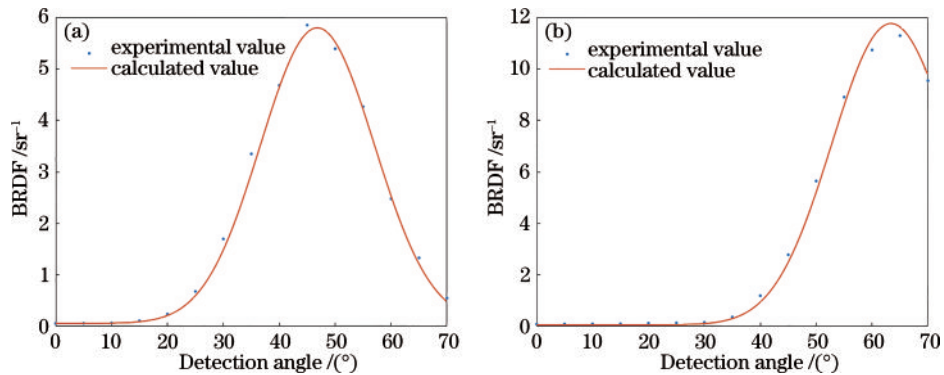 (a)
experimental value
calculated value
BRDF /sr⁻¹
6
5
4
3
2
1
0
0 10 20 30 40 50 60 70
Detection angle /(°)
(b)
experimental value
calculated value
BRDF /sr⁻¹
12
10
8
6
4
2
0
0 10 20 30 40 50 60 70
Detection angle /(°)